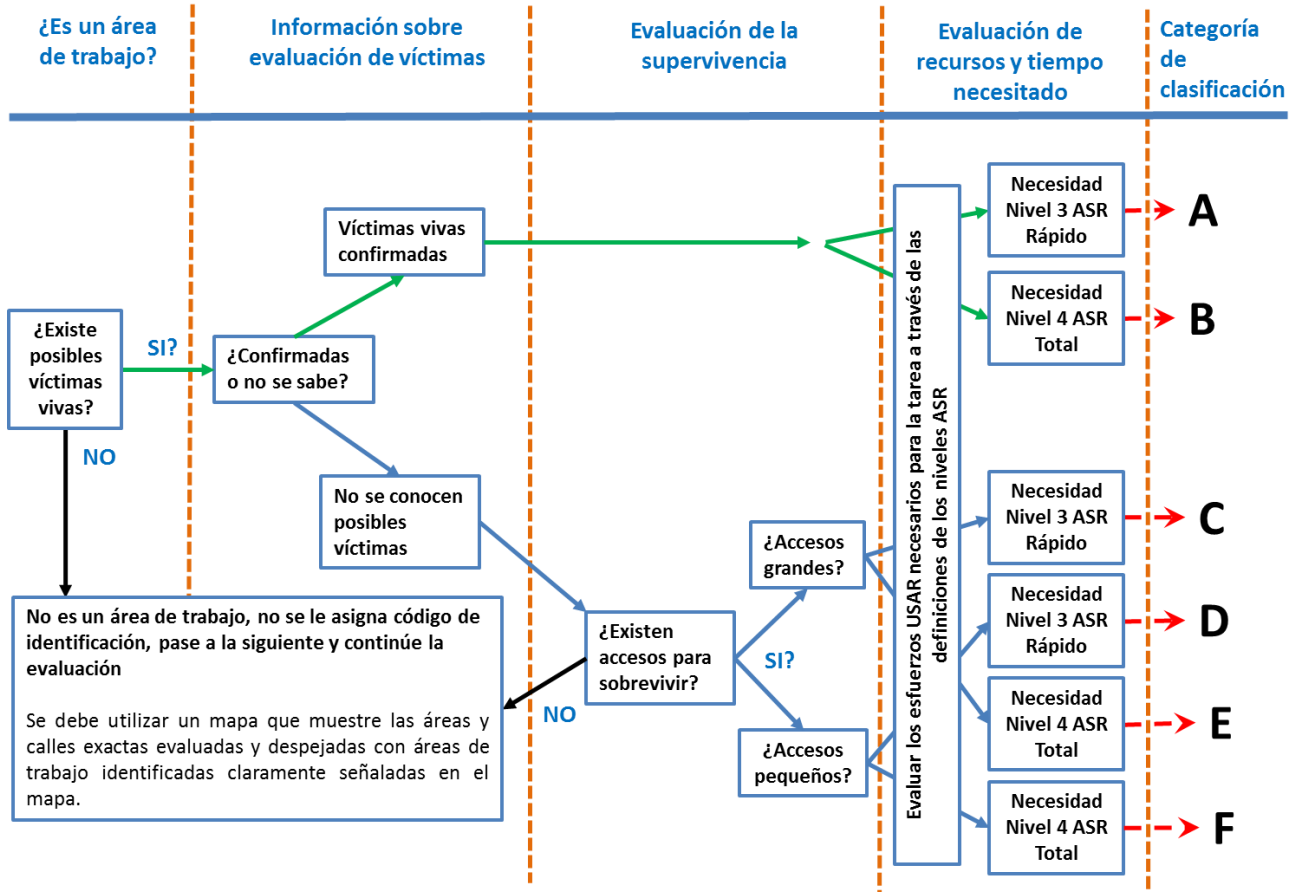 ¿Es un área
de trabajo?
Información sobre
evaluación de víctimas
Evaluación de la
supervivencia
Evaluación de
recursos y tiempo
necesitado
Categoría
de
clasificación
¿Existe
posibles
víctimas
vivas?
SI?
NO
¿Confirmadas
o no se sabe?
Víctimas vivas
confirmadas
No se conocen
posibles
víctimas
No es un área de trabajo, no se le asigna código de
identificación, pase a la siguiente y continúe la
evaluación
Se debe utilizar un mapa que muestre las áreas y
calles exactas evaluadas y despejadas con áreas de
trabajo identificadas claramente señaladas en el
mapa.
¿Existen
accesos para
sobrevivir?
NO
SI?
¿Accesos
grandes?
¿Accesos
pequeños?
Evaluar los esfuerzos USAR necesarios para la tarea a través de las
definiciones de los niveles ASR
Necesidad
Nivel 3 ASR
Rápido
A
Necesidad
Nivel 4 ASR
Total
B
Necesidad
Nivel 3 ASR
Rápido
C
Necesidad
Nivel 3 ASR
Rápido
D
Necesidad
Nivel 4 ASR
Total
E
Necesidad
Nivel 4 ASR
Total
F